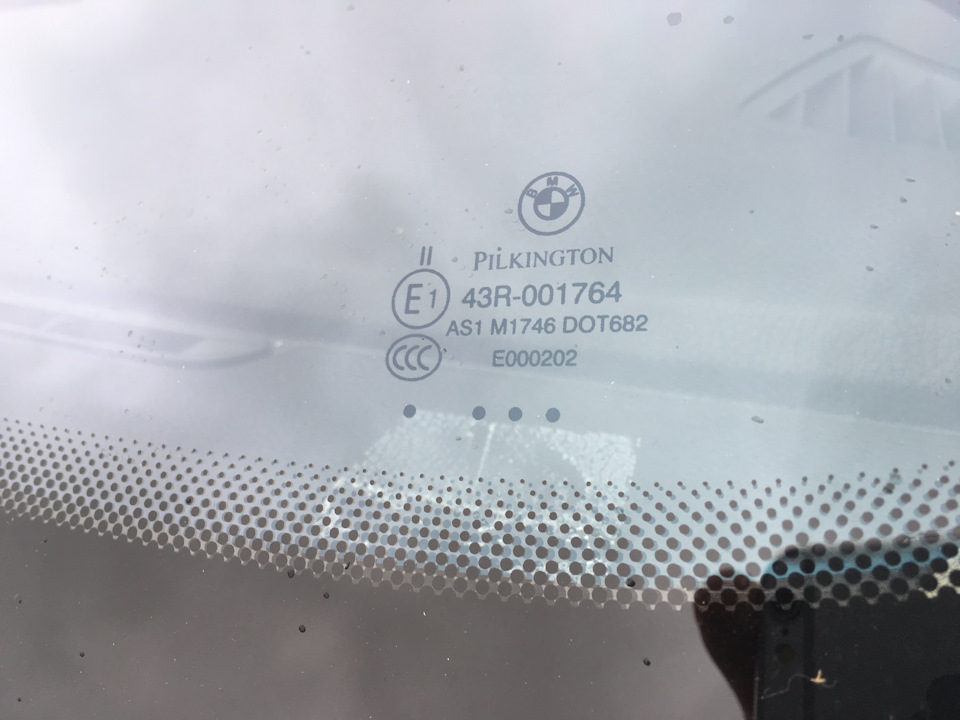 BMW
II PILKINGTON
E1 43R-001764
AS1 M1746 DOT682
CCC E000202